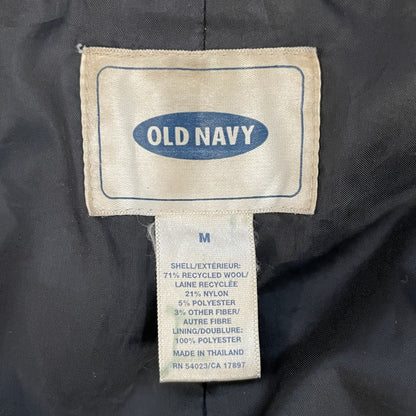 OLD NAVY
M
SHELL/EXTÉRIEUR:
71% RECYCLED WOOL/
LAINE RECYCLÉE
21% NYLON
5% POLYESTER
3% OTHER FIBER/
AUTRE FIBRE
LINING/DOUBLURE:
100% POLYESTER
MADE IN THAILAND
RN 54023/CA 17897